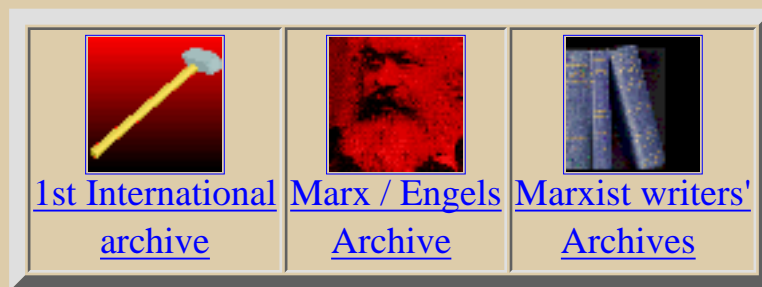 1st International
archive
Marx / Engels
Archive
Marxist writers'
Archives